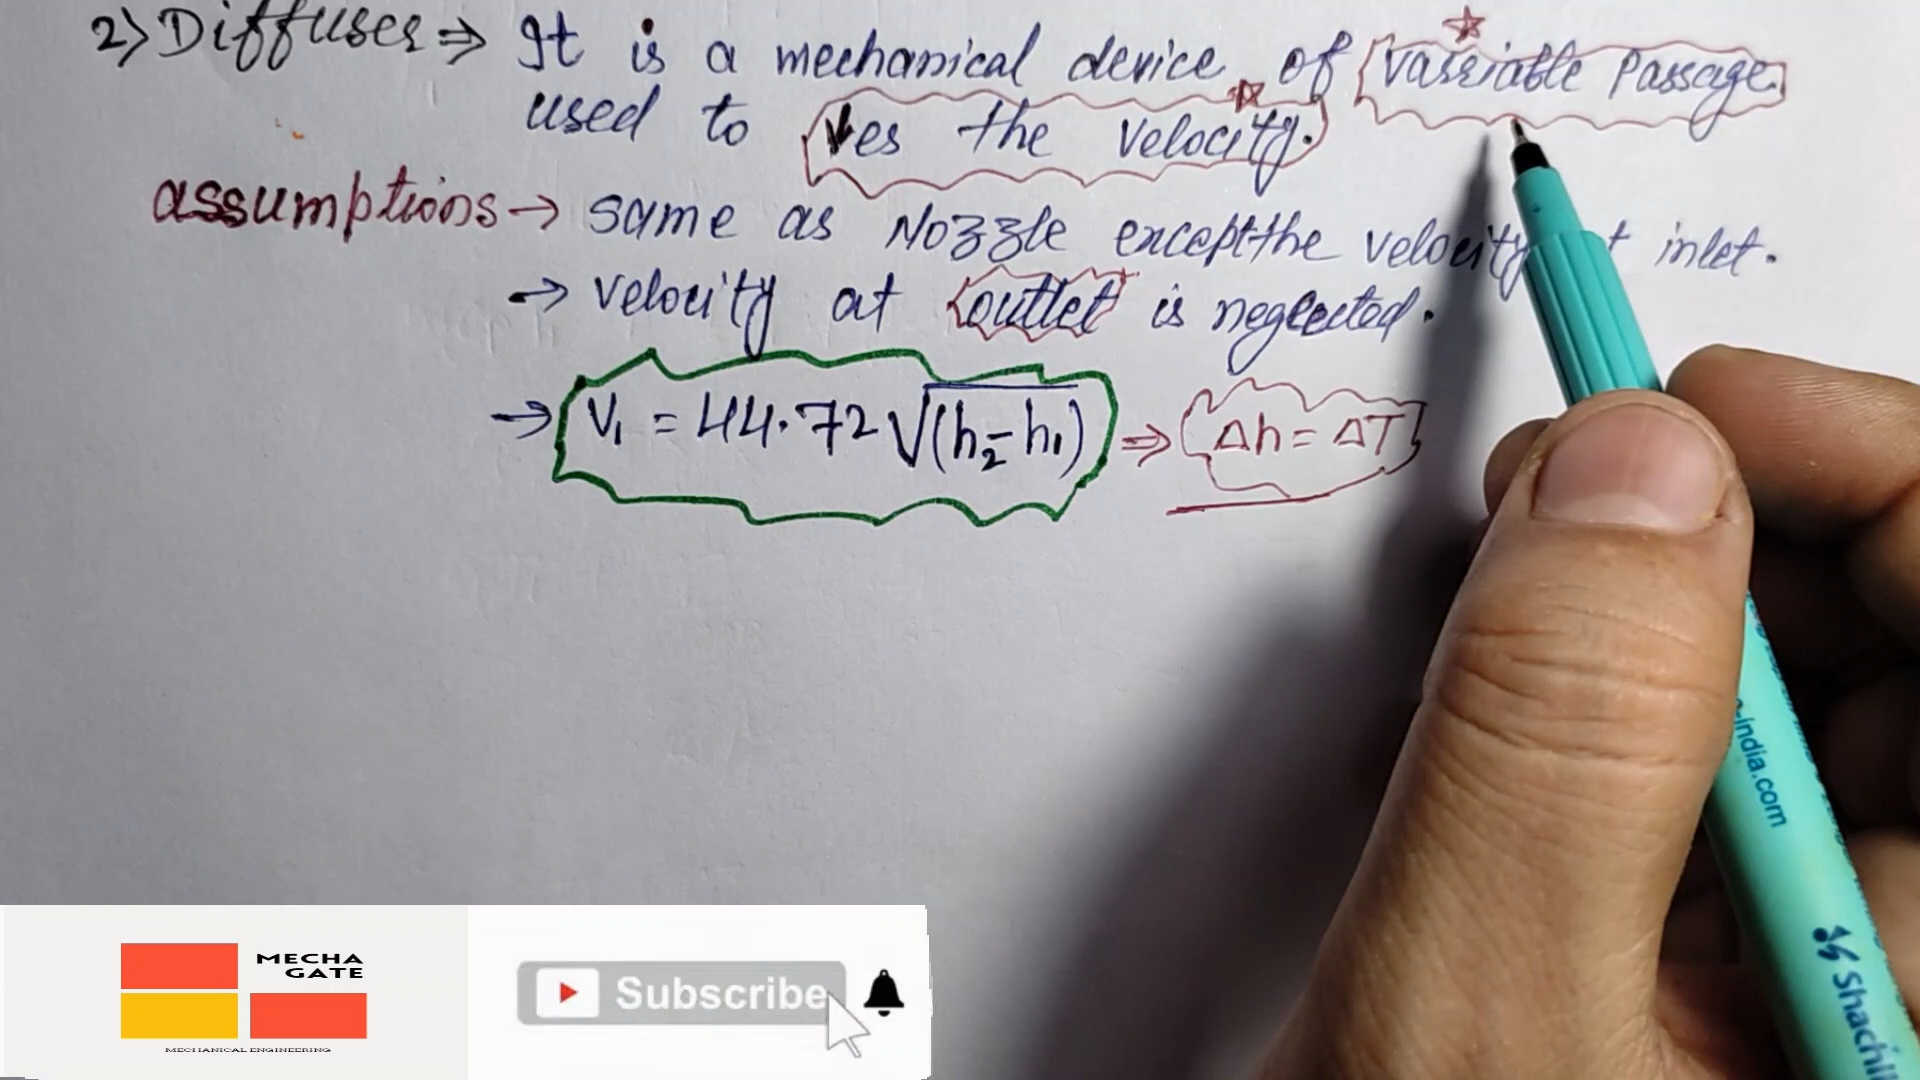 2) Diffuser ⇒ It is a mechanical device of variable Passage.
used to ↓es the velocity.
assumptions → same as Nozzle except the velocity inlet.
→ velocity at outlet is neglected.
→ V₁ = 44.72 √(h₂-h₁) ⇒ Δh = ΔT
-india.com
Shachi
MECHA
GATE
MECHANICAL ENGINEERING
Subscribe